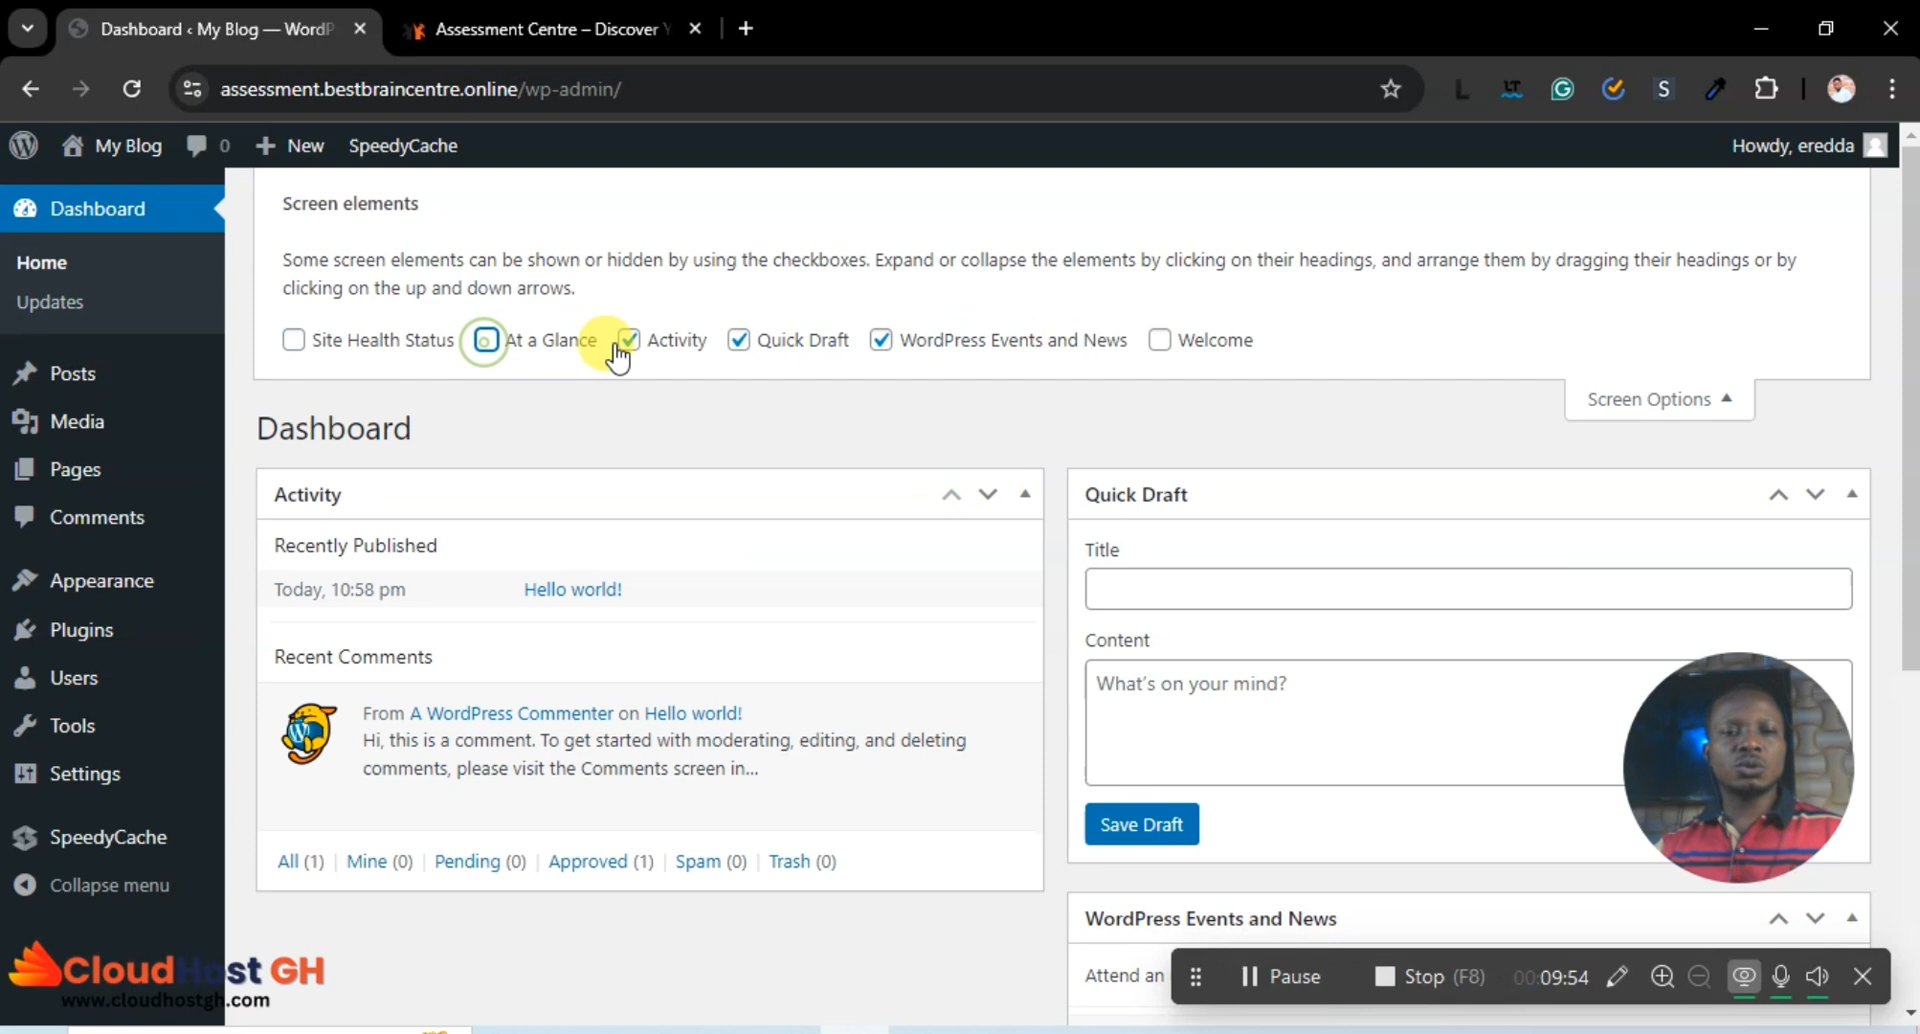 Dashboard ‹ My Blog — WordP
Assessment Centre – Discover Y
assessment.bestbraincentre.online/wp-admin/
My Blog
0
New
SpeedyCache
Howdy, eredda
Dashboard
Home
Updates
Posts
Media
Pages
Comments
Appearance
Plugins
Users
Tools
Settings
SpeedyCache
Collapse menu
Screen elements
Some screen elements can be shown or hidden by using the checkboxes. Expand or collapse the elements by clicking on their headings, and arrange them by dragging their headings or by
clicking on the up and down arrows.
Site Health Status At a Glance Activity Quick Draft WordPress Events and News Welcome
Screen Options
Dashboard
Activity
Recently Published
Today, 10:58 pm Hello world!
Recent Comments
From A WordPress Commenter on Hello world!
Hi, this is a comment. To get started with moderating, editing, and deleting
comments, please visit the Comments screen in...
All (1) | Mine (0) | Pending (0) | Approved (1) | Spam (0) | Trash (0)
Quick Draft
Title
Content
What's on your mind?
Save Draft
WordPress Events and News
Attend an
Pause Stop (F8) 00:09:54
CloudHost GH
www.cloudhostgh.com